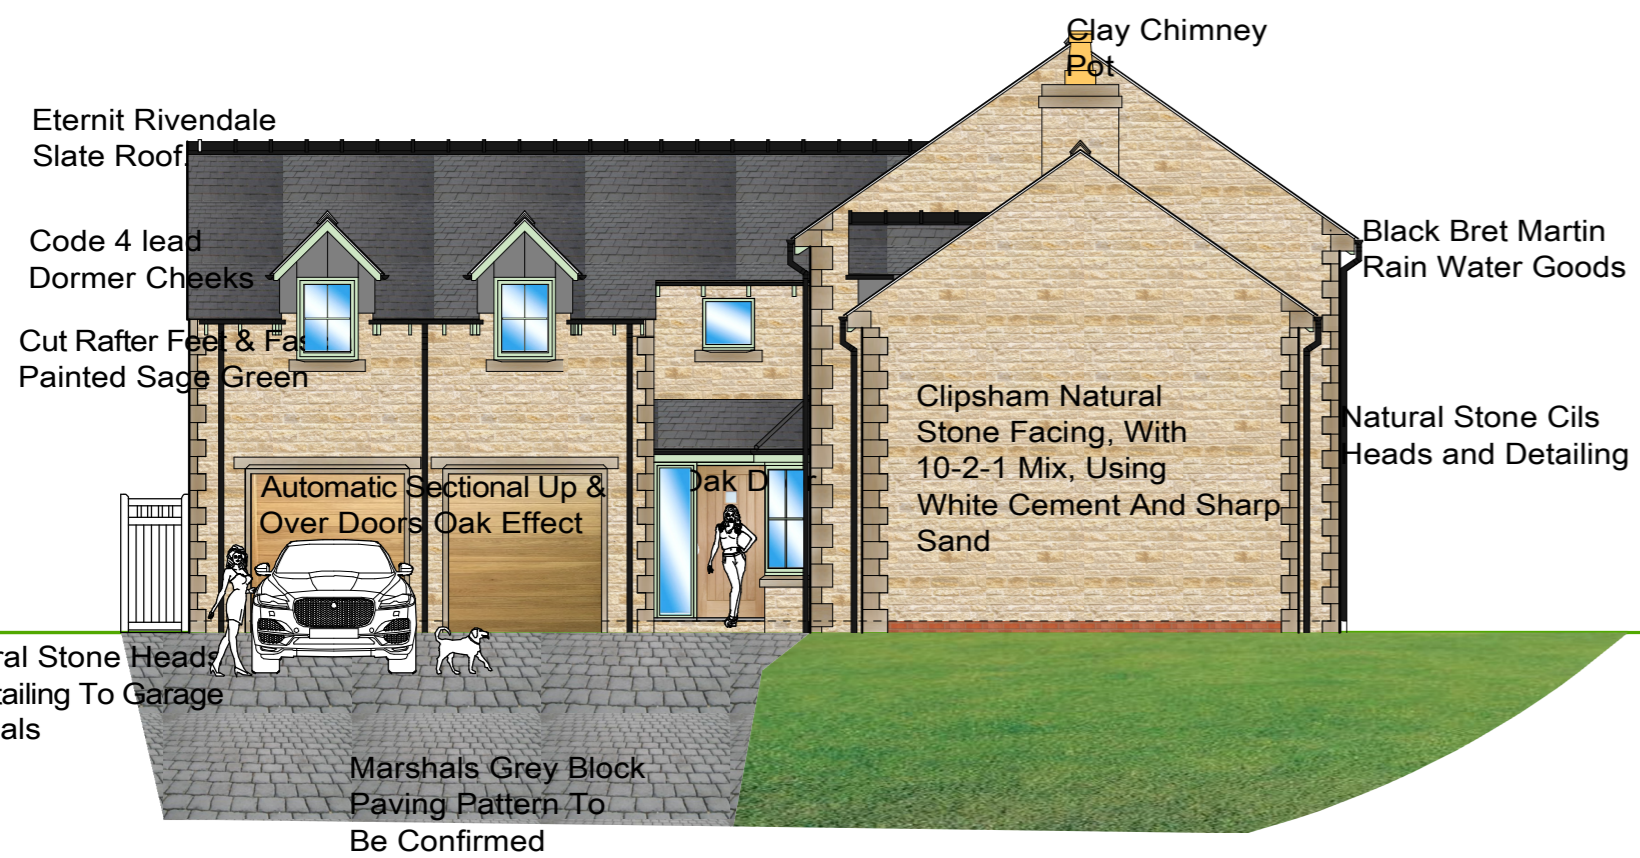 Clay Chimney
Pot
Eternit Rivendale
Slate Roof.
Code 4 lead
Dormer Cheeks
Black Bret Martin
Rain Water Goods
Cut Rafter Feet & Fas
Painted Sage Green
Clipsham Natural
Stone Facing, With
10-2-1 Mix, Using
White Cement And Sharp
Sand
Natural Stone Cils
Heads and Detailing
Automatic Sectional Up &
Over Doors Oak Effect
Oak D r
ral Stone Heads
tailing To Garage
als
Marshals Grey Block
Paving Pattern To
Be Confirmed